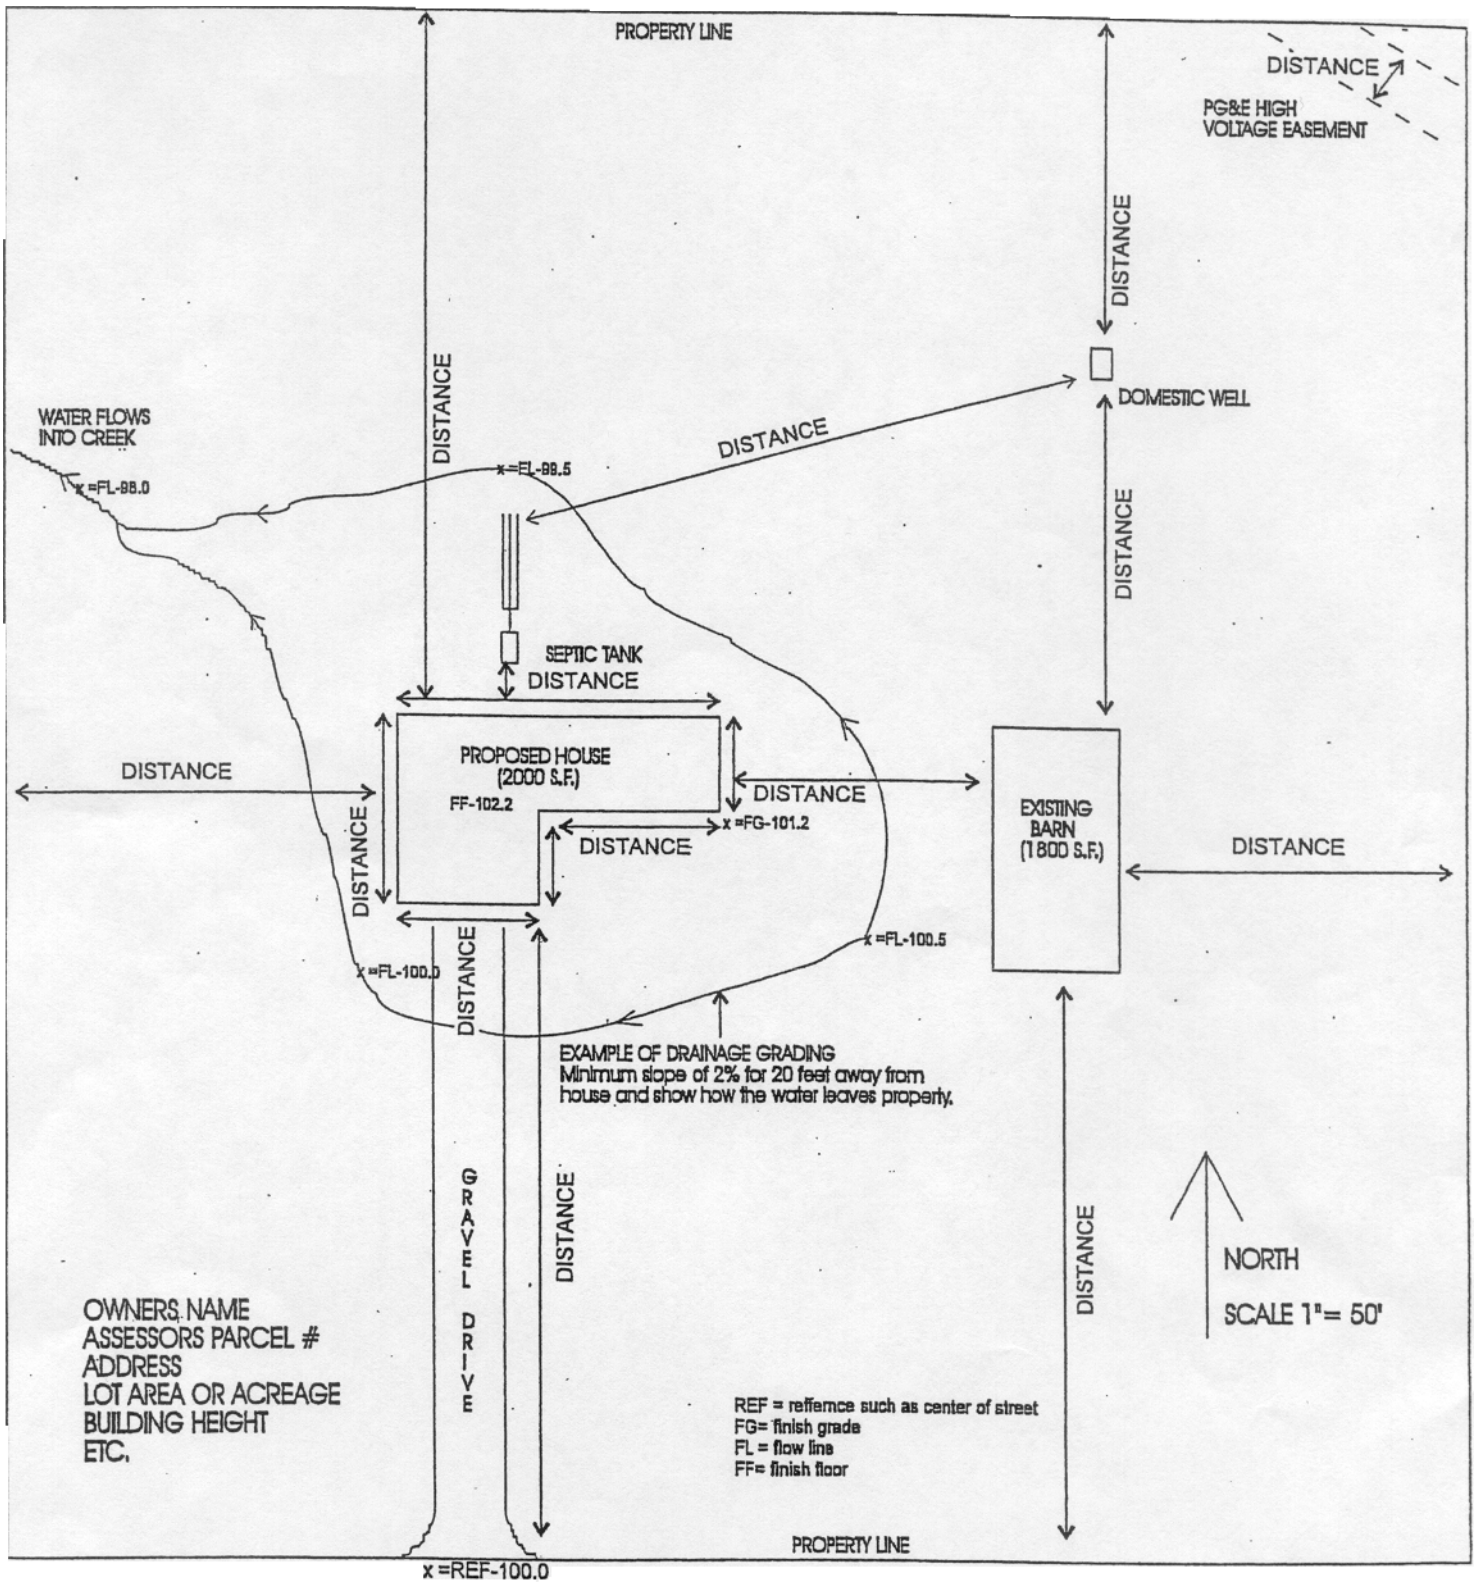 PROPERTY LINE
DISTANCE
PG&E HIGH
VOLTAGE EASEMENT
DISTANCE
DISTANCE
DOMESTIC WELL
WATER FLOWS
INTO CREEK
DISTANCE
x =FL-99.5
x =FL-98.0
DISTANCE
SEPTIC TANK
DISTANCE
PROPOSED HOUSE
(2000 S.F.)
FF-102.2
DISTANCE
DISTANCE
x =FG-101.2
DISTANCE
DISTANCE
EXISTING
BARN
(1800 S.F.)
DISTANCE
x =FL-100.5
x =FL-100.0
DISTANCE
EXAMPLE OF DRAINAGE GRADING
Minimum slope of 2% for 20 feet away from
house and show how the water leaves property.
GRAVEL DRIVE
DISTANCE
DISTANCE
NORTH
SCALE 1"= 50'
OWNERS NAME
ASSESSORS PARCEL #
ADDRESS
LOT AREA OR ACREAGE
BUILDING HEIGHT
ETC.
REF = reffernce such as center of street
FG= finish grade
FL = flow line
FF= finish floor
PROPERTY LINE
x =REF-100.0